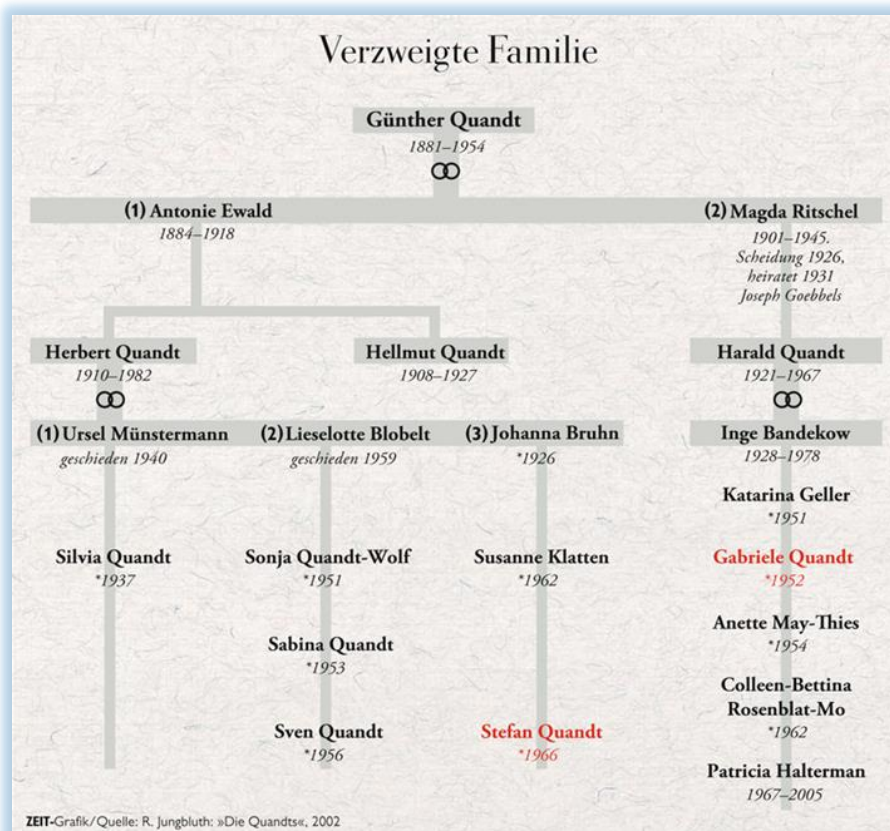 Verzweigte Familie
Günther Quandt
1881–1954
(1) Antonie Ewald
1884–1918
(2) Magda Ritschel
1901–1945.
Scheidung 1926,
heiratet 1931
Joseph Goebbels
Herbert Quandt
1910–1982
Hellmut Quandt
1908–1927
Harald Quandt
1921–1967
(1) Ursel Münstermann
geschieden 1940
(2) Lieselotte Blobelt
geschieden 1959
(3) Johanna Bruhn
*1926
Inge Bandekow
1928–1978
Silvia Quandt
*1937
Sonja Quandt-Wolf
*1951
Sabina Quandt
*1953
Sven Quandt
*1956
Susanne Klatten
*1962
Stefan Quandt
*1966
Katarina Geller
*1951
Gabriele Quandt
*1952
Anette May-Thies
*1954
Colleen-Bettina
Rosenblat-Mo
*1962
Patricia Halterman
1967–2005
ZEIT-Grafik/Quelle: R. Jungbluth: »Die Quandts«, 2002